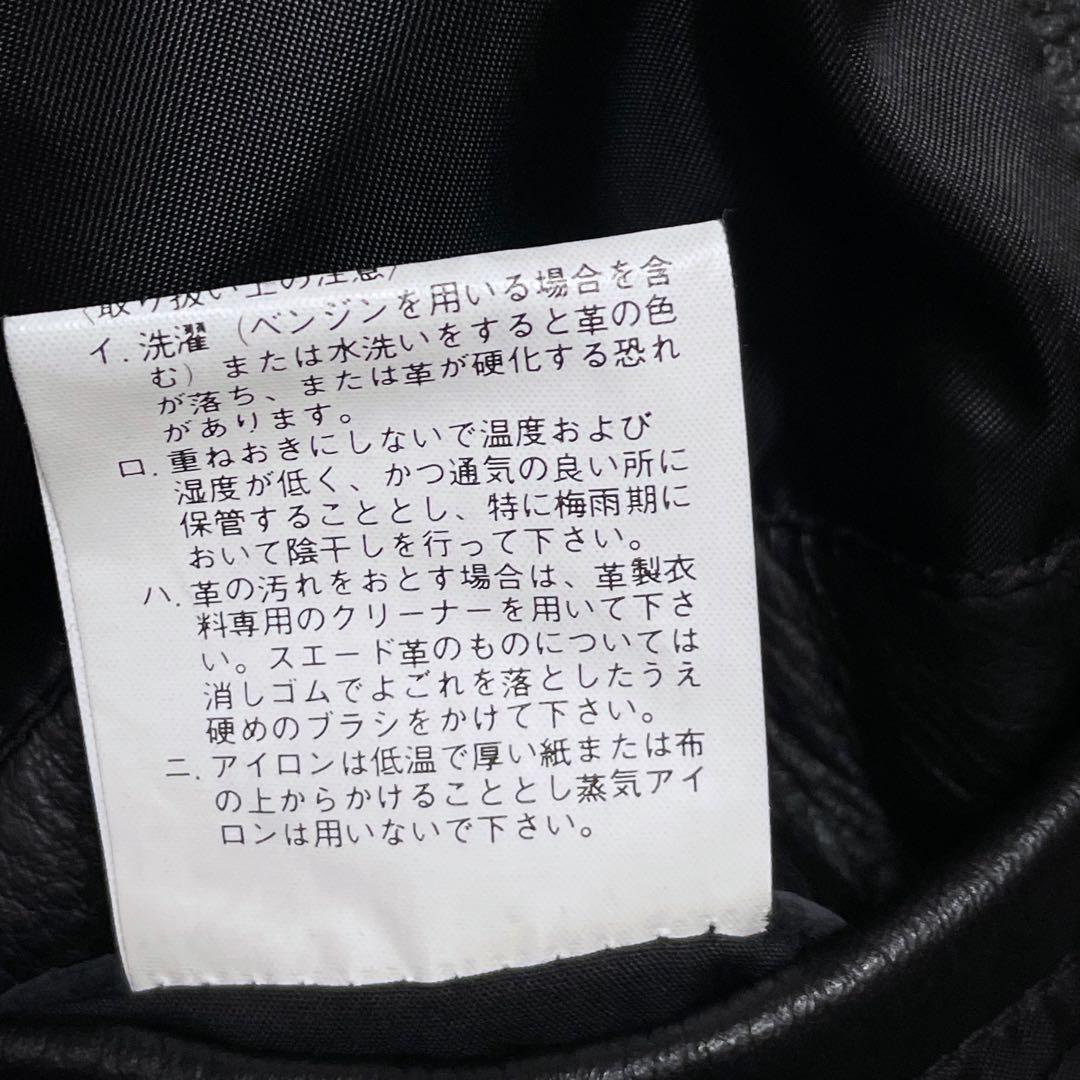 (取り扱い上の注意)
イ. 洗濯 (ベンジンを用いる場合を含
む) または水洗いをすると革の色
が落ち、または革が硬化する恐れ
があります。
ロ. 重ねおきにしないで温度および
湿度が低く、かつ通気の良い所に
保管することとし、特に梅雨期に
おいて陰干しを行って下さい。
ハ. 革の汚れをおとす場合は、革製衣
料専用のクリーナーを用いて下さ
い。スエード革のものについては
消しゴムでよごれを落としたうえ
硬めのブラシをかけて下さい。
ニ. アイロンは低温で厚い紙または布
の上からかけることとし蒸気アイ
ロンは用いないで下さい。